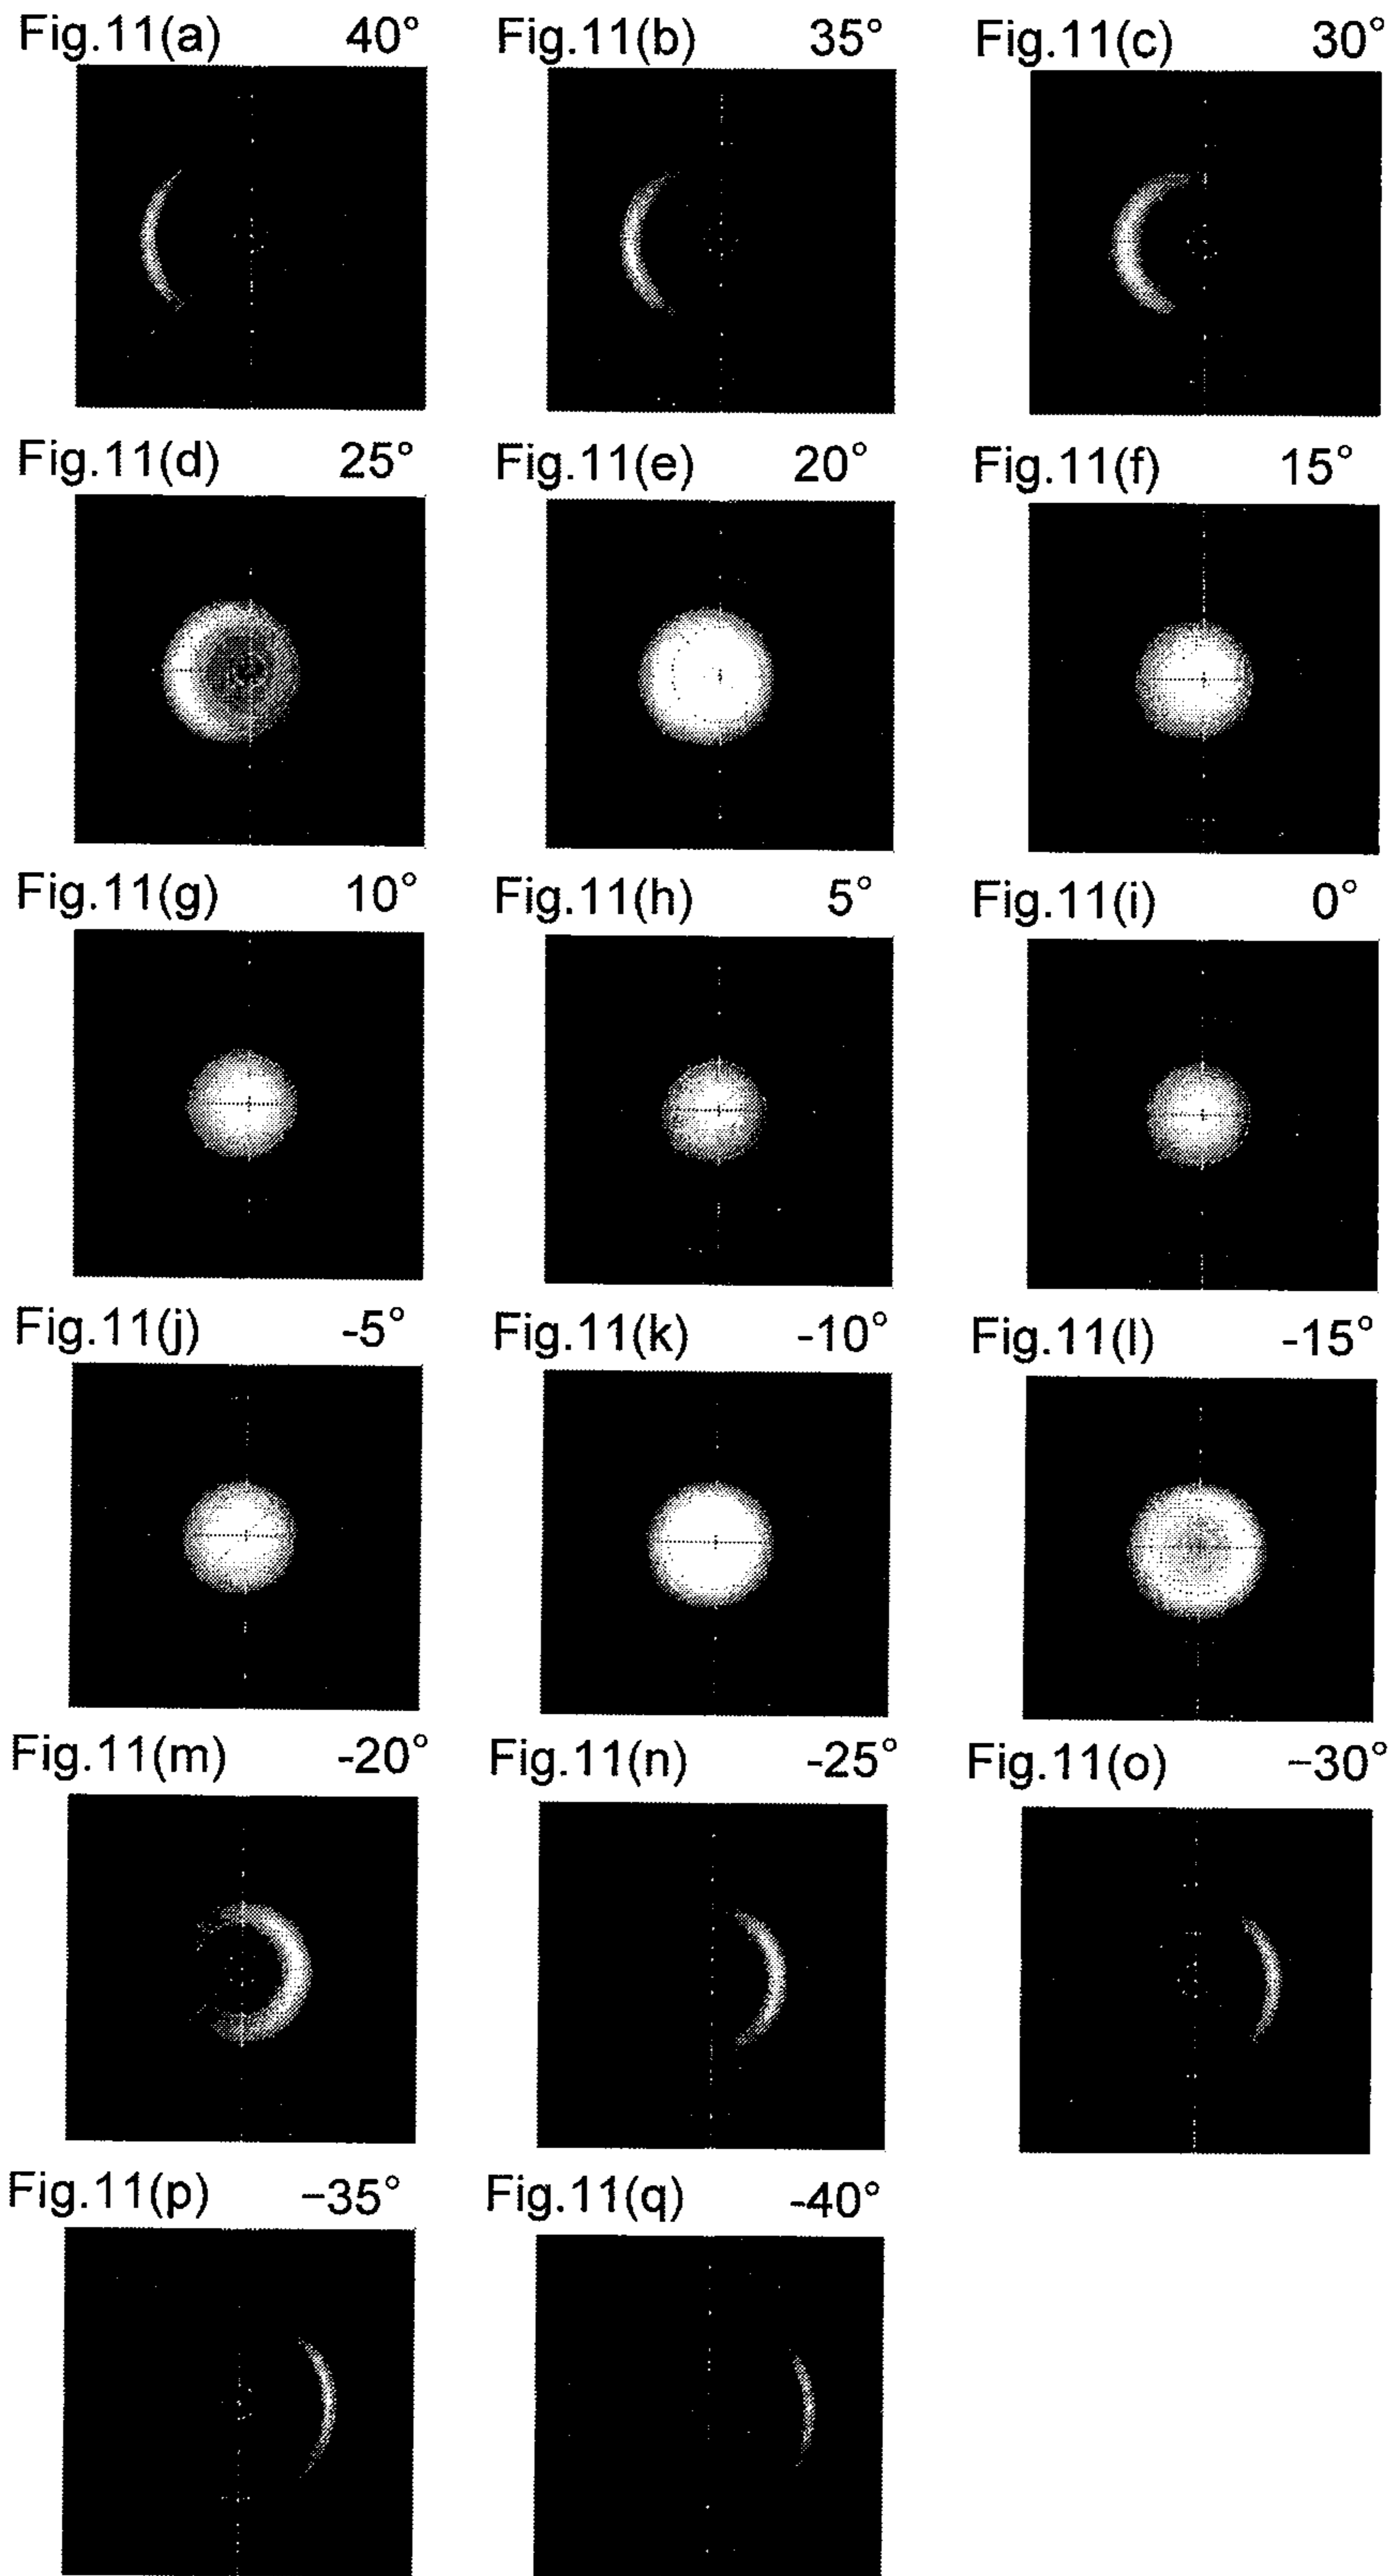 Fig.11(a) 40° Fig.11(b) 35° Fig.11(c) 30°
Fig.11(d) 25° Fig.11(e) 20° Fig.11(f) 15°
Fig.11(g) 10° Fig.11(h) 5° Fig.11(i) 0°
Fig.11(j) -5° Fig.11(k) -10° Fig.11(l) -15°
Fig.11(m) -20° Fig.11(n) -25° Fig.11(o) −30°
Fig.11(p) −35° Fig.11(q) -40°